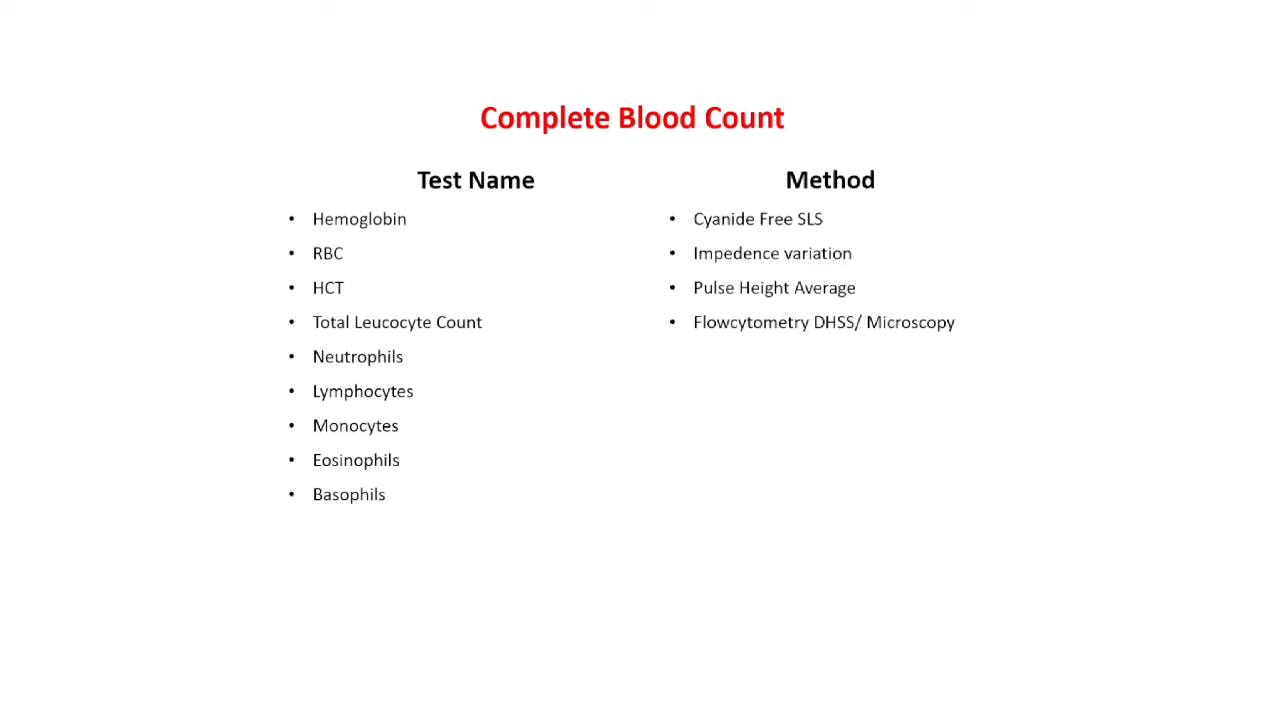 Complete Blood Count
Test Name
• Hemoglobin
• RBC
• HCT
• Total Leucocyte Count
• Neutrophils
• Lymphocytes
• Monocytes
• Eosinophils
• Basophils
Method
• Cyanide Free SLS
• Impedence variation
• Pulse Height Average
• Flowcytometry DHSS/ Microscopy